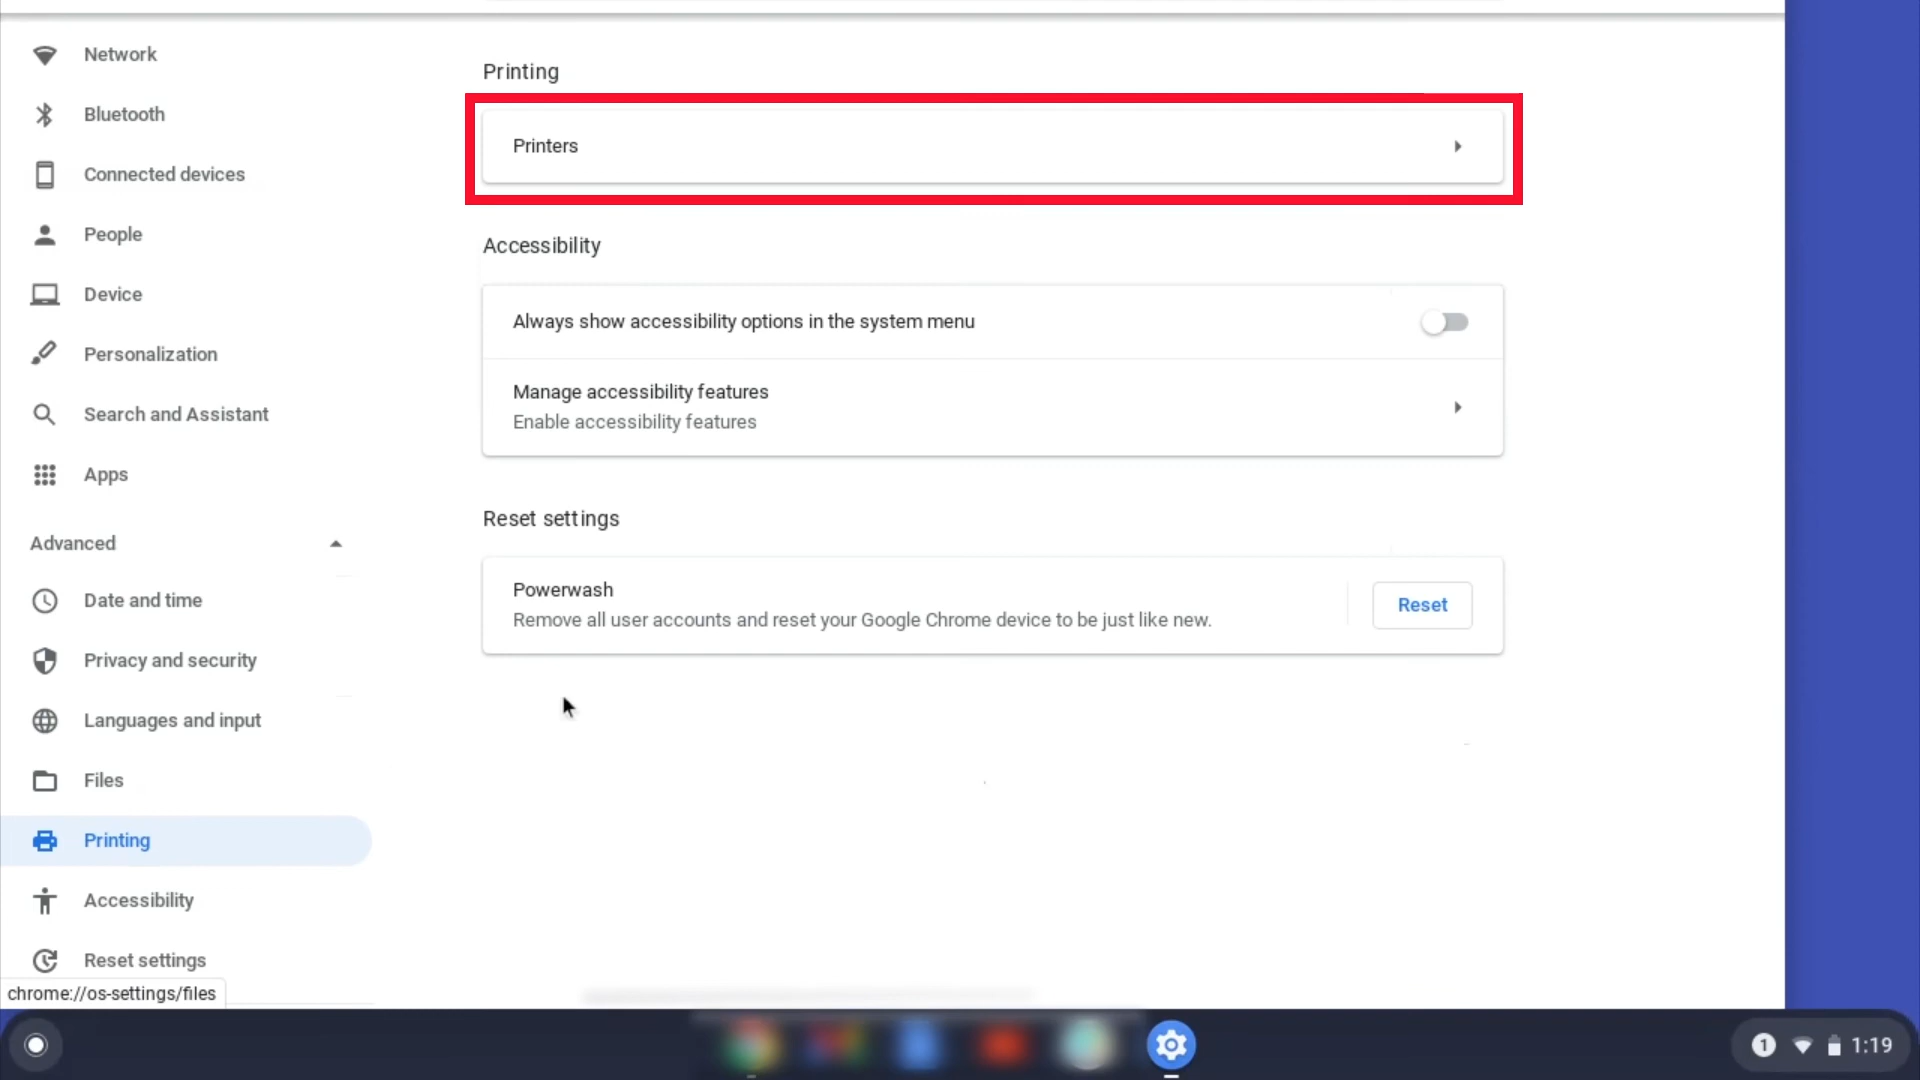 Network
Bluetooth
Connected devices
People
Device
Personalization
Search and Assistant
Apps
Advanced
Date and time
Privacy and security
Languages and input
Files
Printing
Accessibility
Reset settings
chrome://os-settings/files
Printing
Printers
Accessibility
Always show accessibility options in the system menu
Manage accessibility features
Enable accessibility features
Reset settings
Powerwash
Remove all user accounts and reset your Google Chrome device to be just like new.
Reset
1
1:19